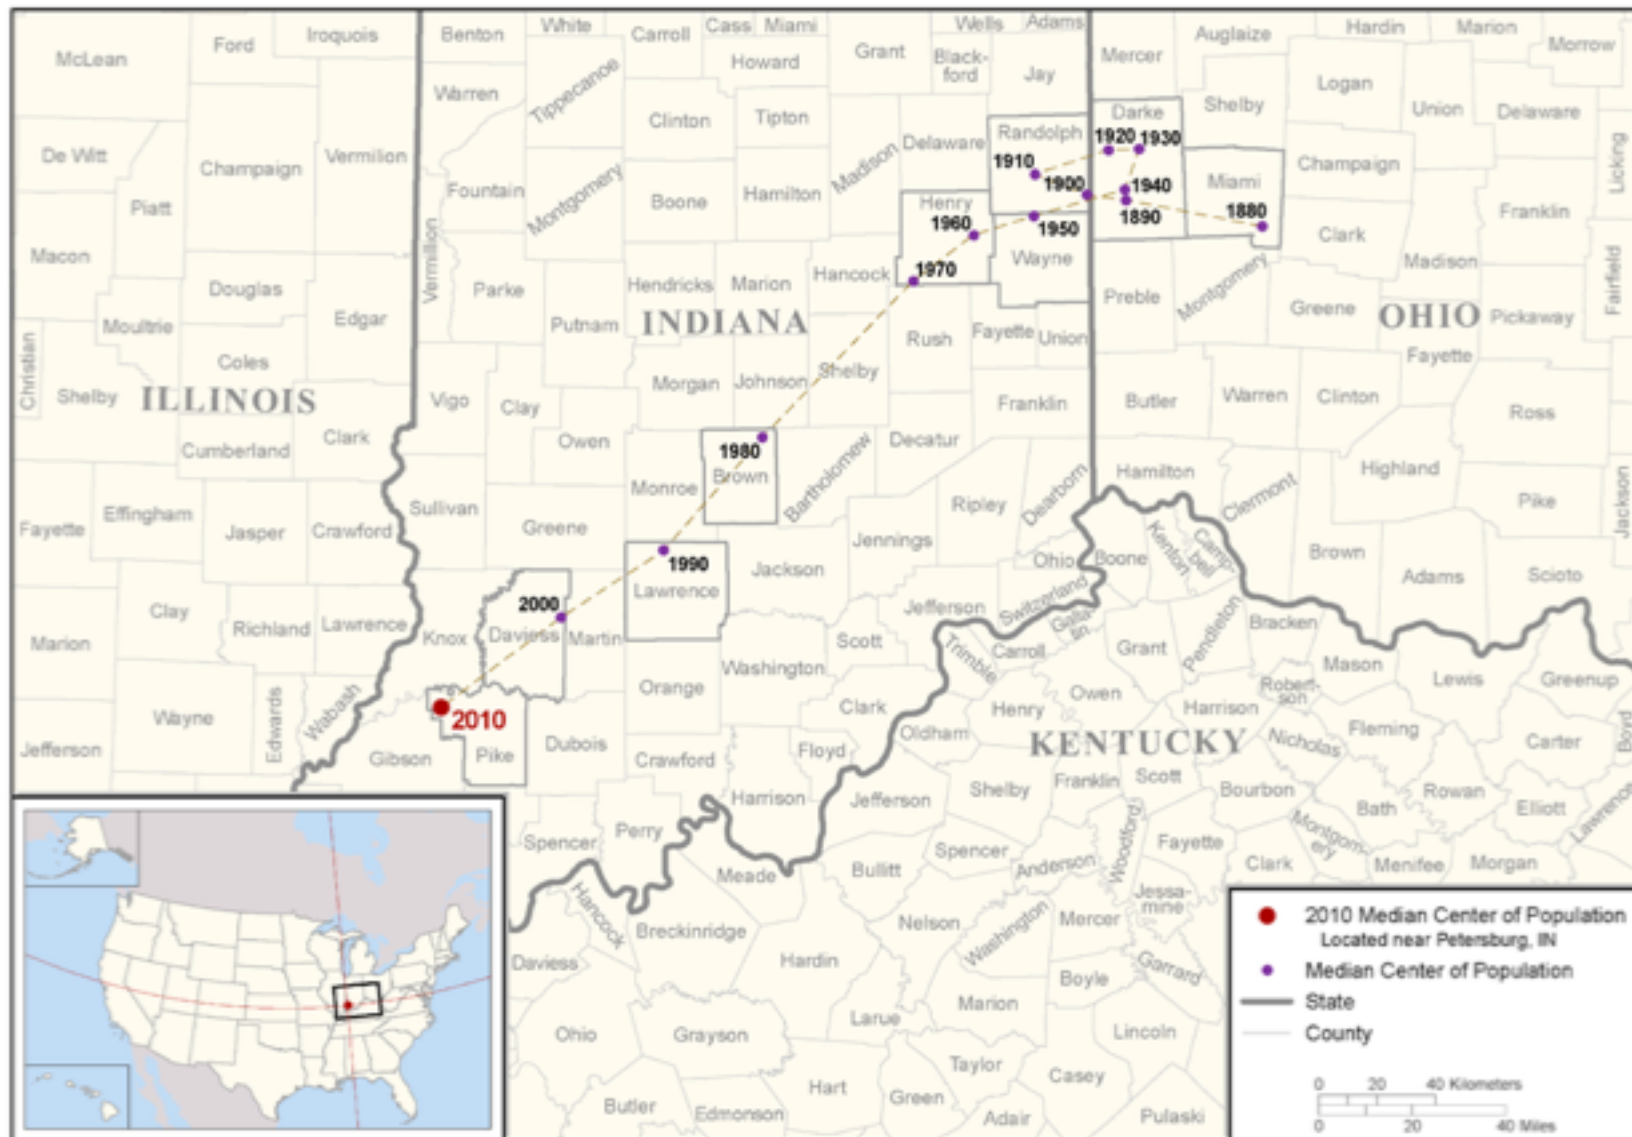 White
Cass
Miami
Wells
Adams
Auglaize
Hardin
Marion
Morrow
McLean
Ford
Iroquois
Benton
Carroll
Howard
Grant
Black-
ford
Jay
Mercer
Logan
Union
Delaware
Licking
Warren
Tippecanoe
Clinton
Tipton
Madison
Delaware
Randolph
Darke
Shelby
De Witt
Champaign
Vermilion
Fountain
Montgomery
Boone
Hamilton
1910
1900
1920
1930
1940
1890
Miami
1880
Champaign
Franklin
Piatt
Henry
1960
1950
Clark
Macon
Vermillion
Parke
Hendricks
Marion
Hancock
1970
Wayne
Preble
Montgomery
Greene
Madison
Fairfield
Douglas
Edgar
Moultrie
Putnam
INDIANA
OHIO
Pickaway
Christian
Coles
Rush
Fayette
Union
Fayette
Shelby
ILLINOIS
Vigo
Clay
Morgan
Johnson
Shelby
Franklin
Butler
Warren
Clinton
Ross
Cumberland
Clark
Owen
1980
Brown
Bartholomew
Decatur
Hamilton
Highland
Monroe
Fayette
Effingham
Jasper
Crawford
Sullivan
Greene
Ripley
Dearborn
Clermont
Pike
Jackson
1990
Lawrence
Jackson
Jennings
Ohio
Boone
Kenton
Camp-
bell
Brown
Adams
Scioto
Marion
Clay
Richland
Lawrence
Knox
2000
Daviess
Martin
Jefferson
Switzerland
Galla-
tin
Scott
Trimble
Carroll
Grant
Pendleton
Bracken
Mason
Lewis
Greenup
Washington
Orange
Wayne
Edwards
Wabash
Owen
Robert-
son
Jefferson
Gibson
2010
Pike
Dubois
Crawford
Clark
Floyd
Oldham
Henry
Harrison
KENTUCKY
Nicholas
Fleming
Carter
Boyd
Harrison
Jefferson
Shelby
Franklin
Scott
Bourbon
Bath
Rowan
Elliott
Lawrence
Spencer
Perry
Meade
Bullitt
Spencer
Anderson
Woodford
Fayette
Clark
Montgom-
ery
Menifee
Morgan
Hancock
Breckinridge
Nelson
Washington
Mercer
Jessa-
mine
Daviess
Hardin
Boyle
Garrard
Ohio
Grayson
Larue
Marion
Lincoln
Taylor
Casey
Butler
Edmonson
Hart
Green
Adair
Pulaski
2010 Median Center of Population
Located near Petersburg, IN
Median Center of Population
State
County
0 20 40 Kilometers
0 20 40 Miles